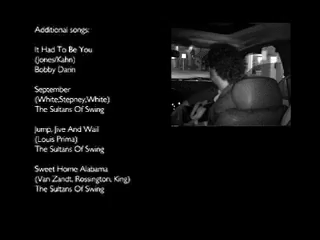 Additional songs:
It Had To Be You
(Jones/Kahn)
Bobby Darin
September
(White,Stepney,White)
The Sultans Of Swing
Jump, Jive And Wail
(Louis Prima)
The Sultans Of Swing
Sweet Home Alabama
(Van Zandt, Rossington, King)
The Sultans Of Swing